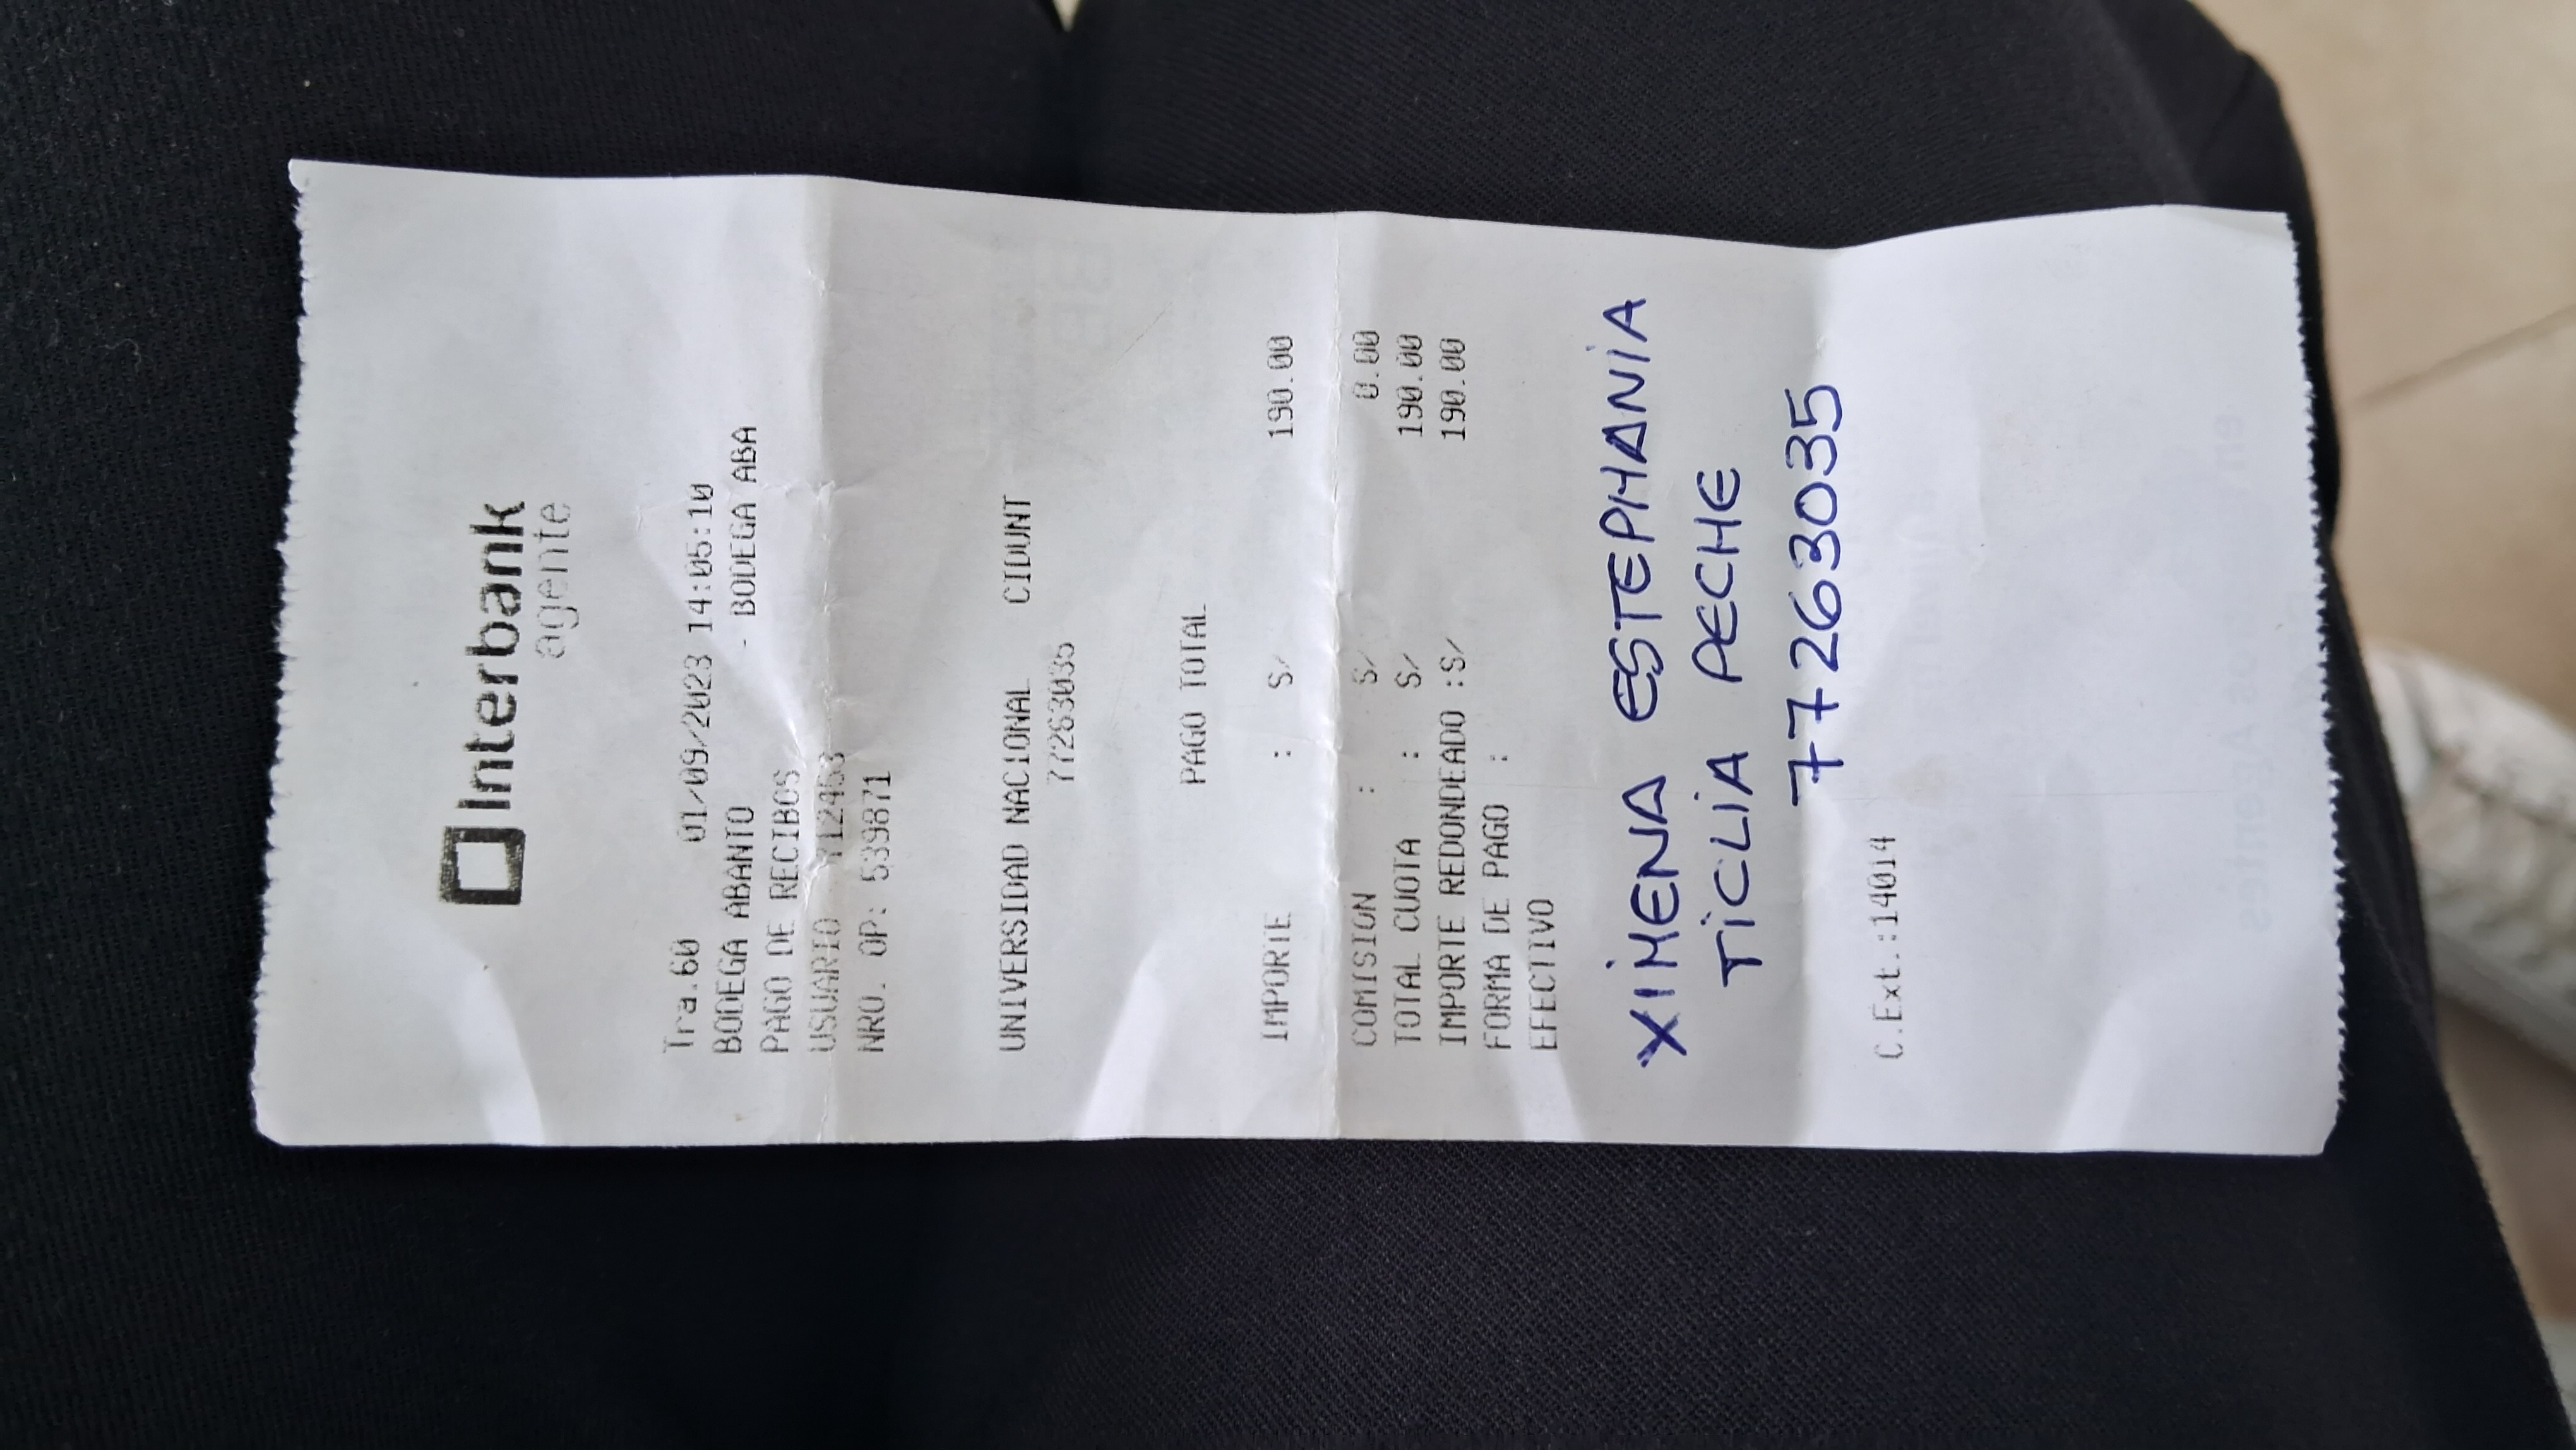 Interbank
agente
Tra.60 01/09/2023 14:05:10
BODEGA ABANTO - BODEGA ABA
PAGO DE RECIBOS
USUARIO
NRO. OP: 539871
UNIVERSIDAD NACIONAL CIDUNT
77263035
PAGO TOTAL
IMPORTE : S/ 190.00
COMISION : S/ 0.00
TOTAL CUOTA : S/ 190.00
IMPORTE REDONDEADO :S/ 190.00
FORMA DE PAGO :
EFECTIVO
XIMENA ESTEPHANIA
TICLIA PECHE
77263035
C.Ext.:14014